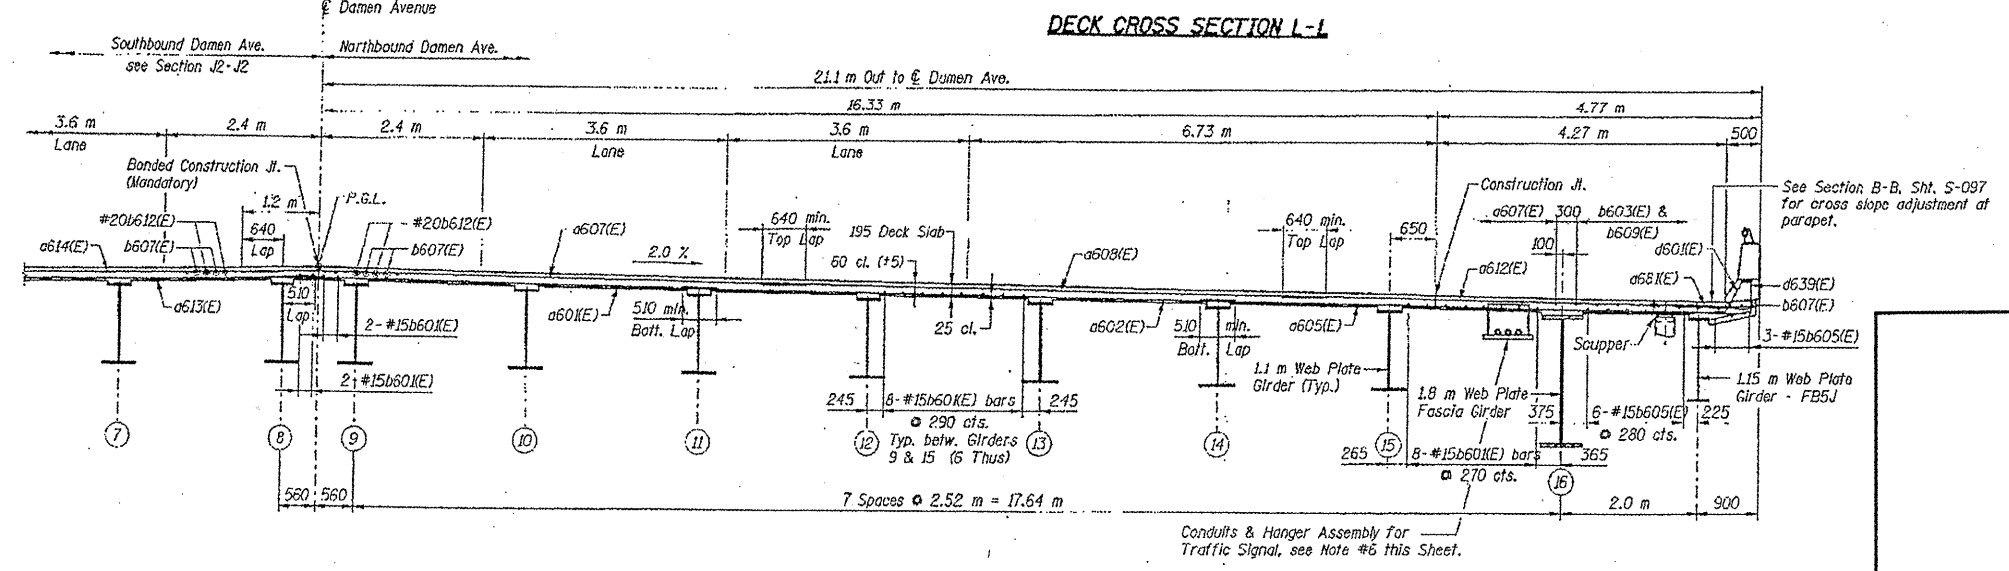 ℄ Damen Avenue
DECK CROSS SECTION L-L
Southbound Damen Ave.
see Section J2-J2
Northbound Damen Ave.
21.1 m Out to ℄ Damen Ave.
16.33 m
4.77 m
3.6 m
Lane
2.4 m
2.4 m
3.6 m
Lane
3.6 m
Lane
6.73 m
4.27 m
500
Bonded Construction Jt.
(Mandatory)
1.2 m
P.G.L.
#20b612(E)
640
Lap
#20b612(E)
a614(E)
b607(E)
b607(E)
a607(E)
2.0 %
640 min.
Top Lap
195 Deck Slab
60 cl. (±5)
a608(E)
640 min.
Top Lap
650
Construction Jt.
a607(E)
300
b603(E) &
b609(E)
100
d601(E)
See Section B-B, Sht. S-097
for cross slope adjustment at
parapet.
a612(E)
a681(E)
d639(E)
b607(E)
a613(E)
510
Lap
2-#15b601(E)
2-#15b601(E)
a601(E)
510 min.
Bott. Lap
25 cl.
a602(E)
510 min.
Bott. Lap
a605(E)
Scupper
3-#15b605(E)
1.1 m Web Plate
Girder (Typ.)
1.8 m Web Plate
Fascia Girder
1.15 m Web Plate
Girder - FB5J
245
8-#15b601(E) bars
@ 290 cts.
Typ. betw. Girders
9 & 15 (6 Thus)
245
375
6-#15b605(E)
@ 280 cts.
225
265
8-#15b601(E) bars
@ 270 cts.
365
7
8
9
10
11
12
13
14
15
16
560
560
7 Spaces @ 2.52 m = 17.64 m
2.0 m
900
Conduits & Hanger Assembly for
Traffic Signal, see Note #6 this Sheet.